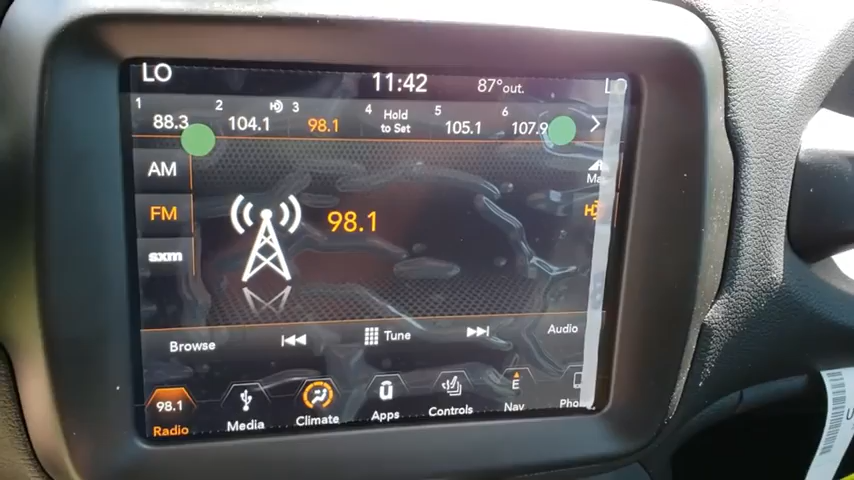 LO 11:42 87°out. LO
1 2 HD 3 4 5 6
88.3 104.1 98.1 Hold to Set 105.1 107.9
AM
FM
sxm
98.1
HD
Browse Tune Audio
98.1 E
Radio Media Climate Apps Controls Nav